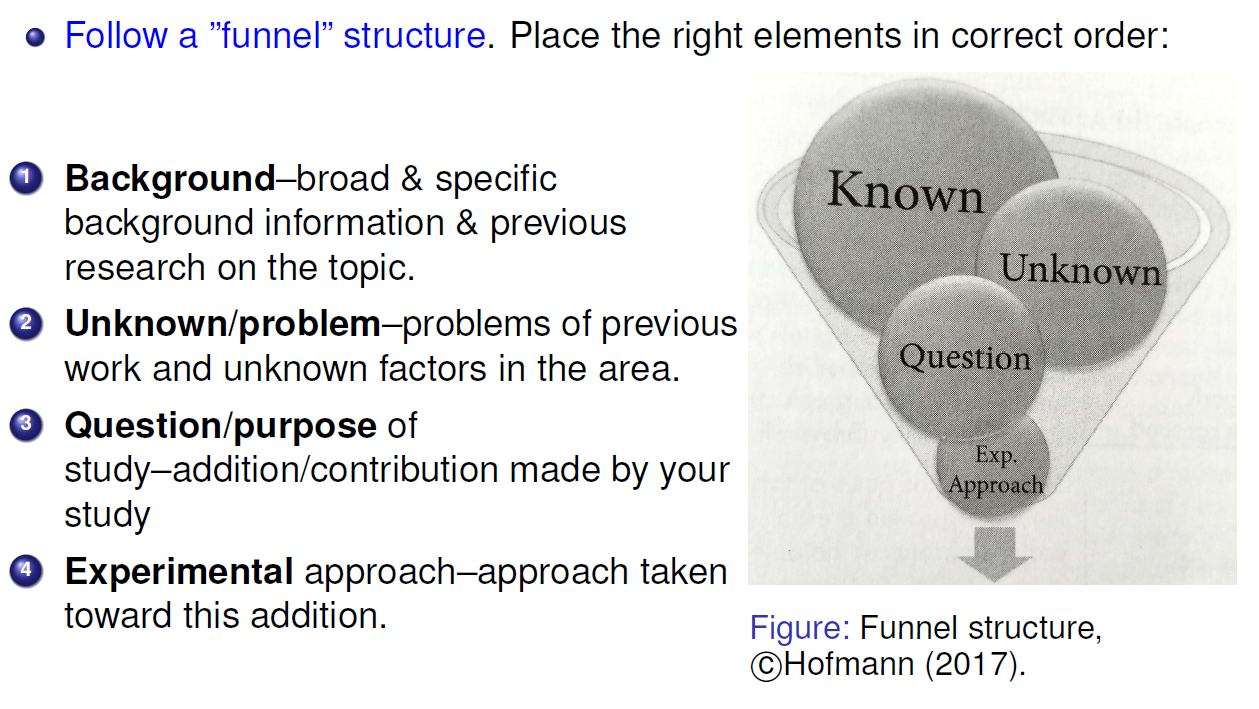 Follow a ”funnel” structure. Place the right elements in correct order:
1 Background–broad & specific
background information & previous
research on the topic.
2 Unknown/problem–problems of previous
work and unknown factors in the area.
3 Question/purpose of
study–addition/contribution made by your
study
4 Experimental approach–approach taken
toward this addition.
Known
Unknown
Question
Exp.
Approach
Figure: Funnel structure,
©Hofmann (2017).